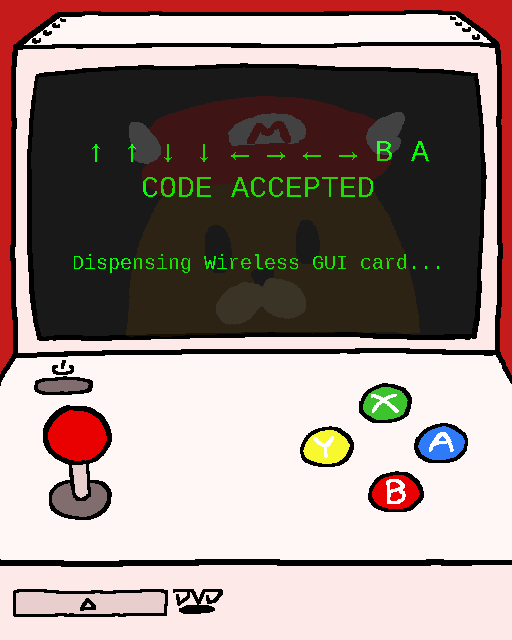 M
↑ ↑ ↓ ↓ ← → ← → B A
CODE ACCEPTED
Dispensing Wireless GUI card...
X
Y A
B
DVD